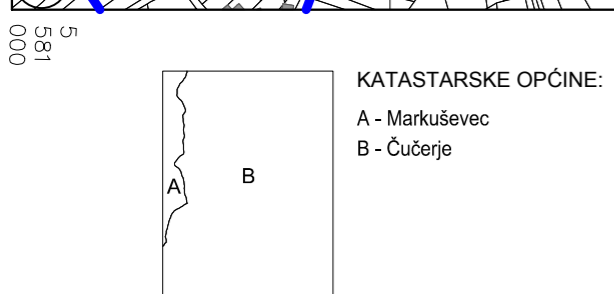 5
581
000
KATASTARSKE OPĆINE:
A - Markuševec
B - Čučerje
A
B